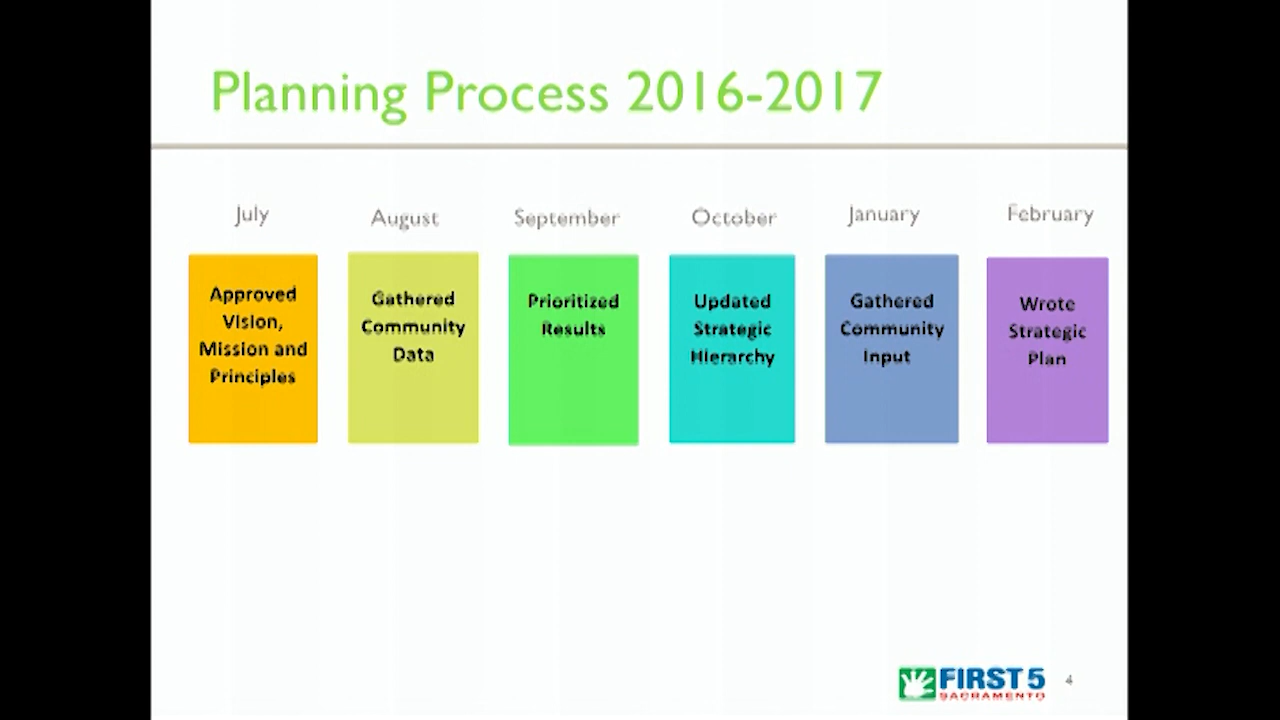 Planning Process 2016-2017
July
August
September
October
January
February
Approved
Vision,
Mission and
Principles
Gathered
Community
Data
Prioritized
Results
Updated
Strategic
Hierarchy
Gathered
Community
Input
Wrote
Strategic
Plan
FIRST 5
SACRAMENTO
4